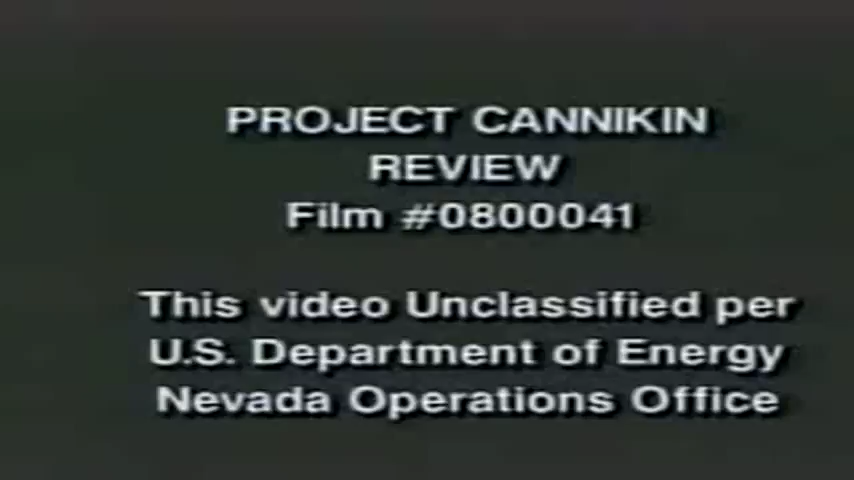 PROJECT CANNIKIN
REVIEW
Film #0800041
This video Unclassified per
U.S. Department of Energy
Nevada Operations Office